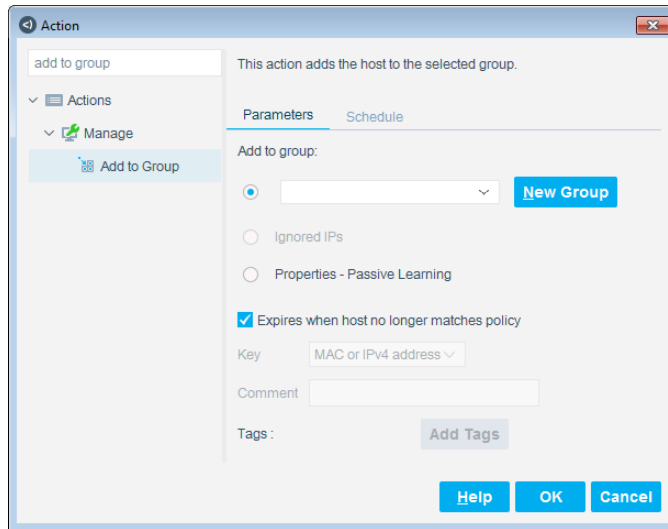 Action
add to group
Actions
Manage
Add to Group
This action adds the host to the selected group.
Parameters
Schedule
Add to group:
New Group
Ignored IPs
Properties - Passive Learning
Expires when host no longer matches policy
Key
MAC or IPv4 address
Comment
Tags :
Add Tags
Help
OK
Cancel